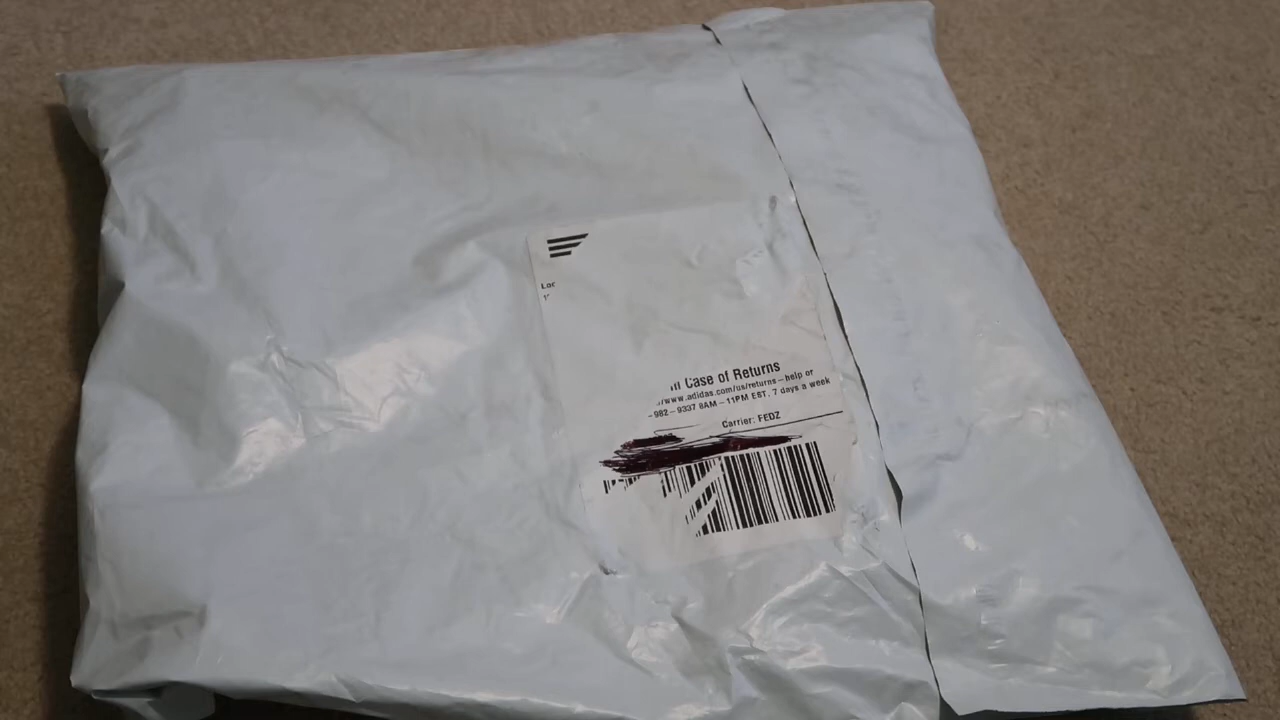 Loc
Case of Returns
/www.adidas.com/us/returns-help or
-982-9337 8AM-11PM EST. 7 days a week
Carrier: FEDZ